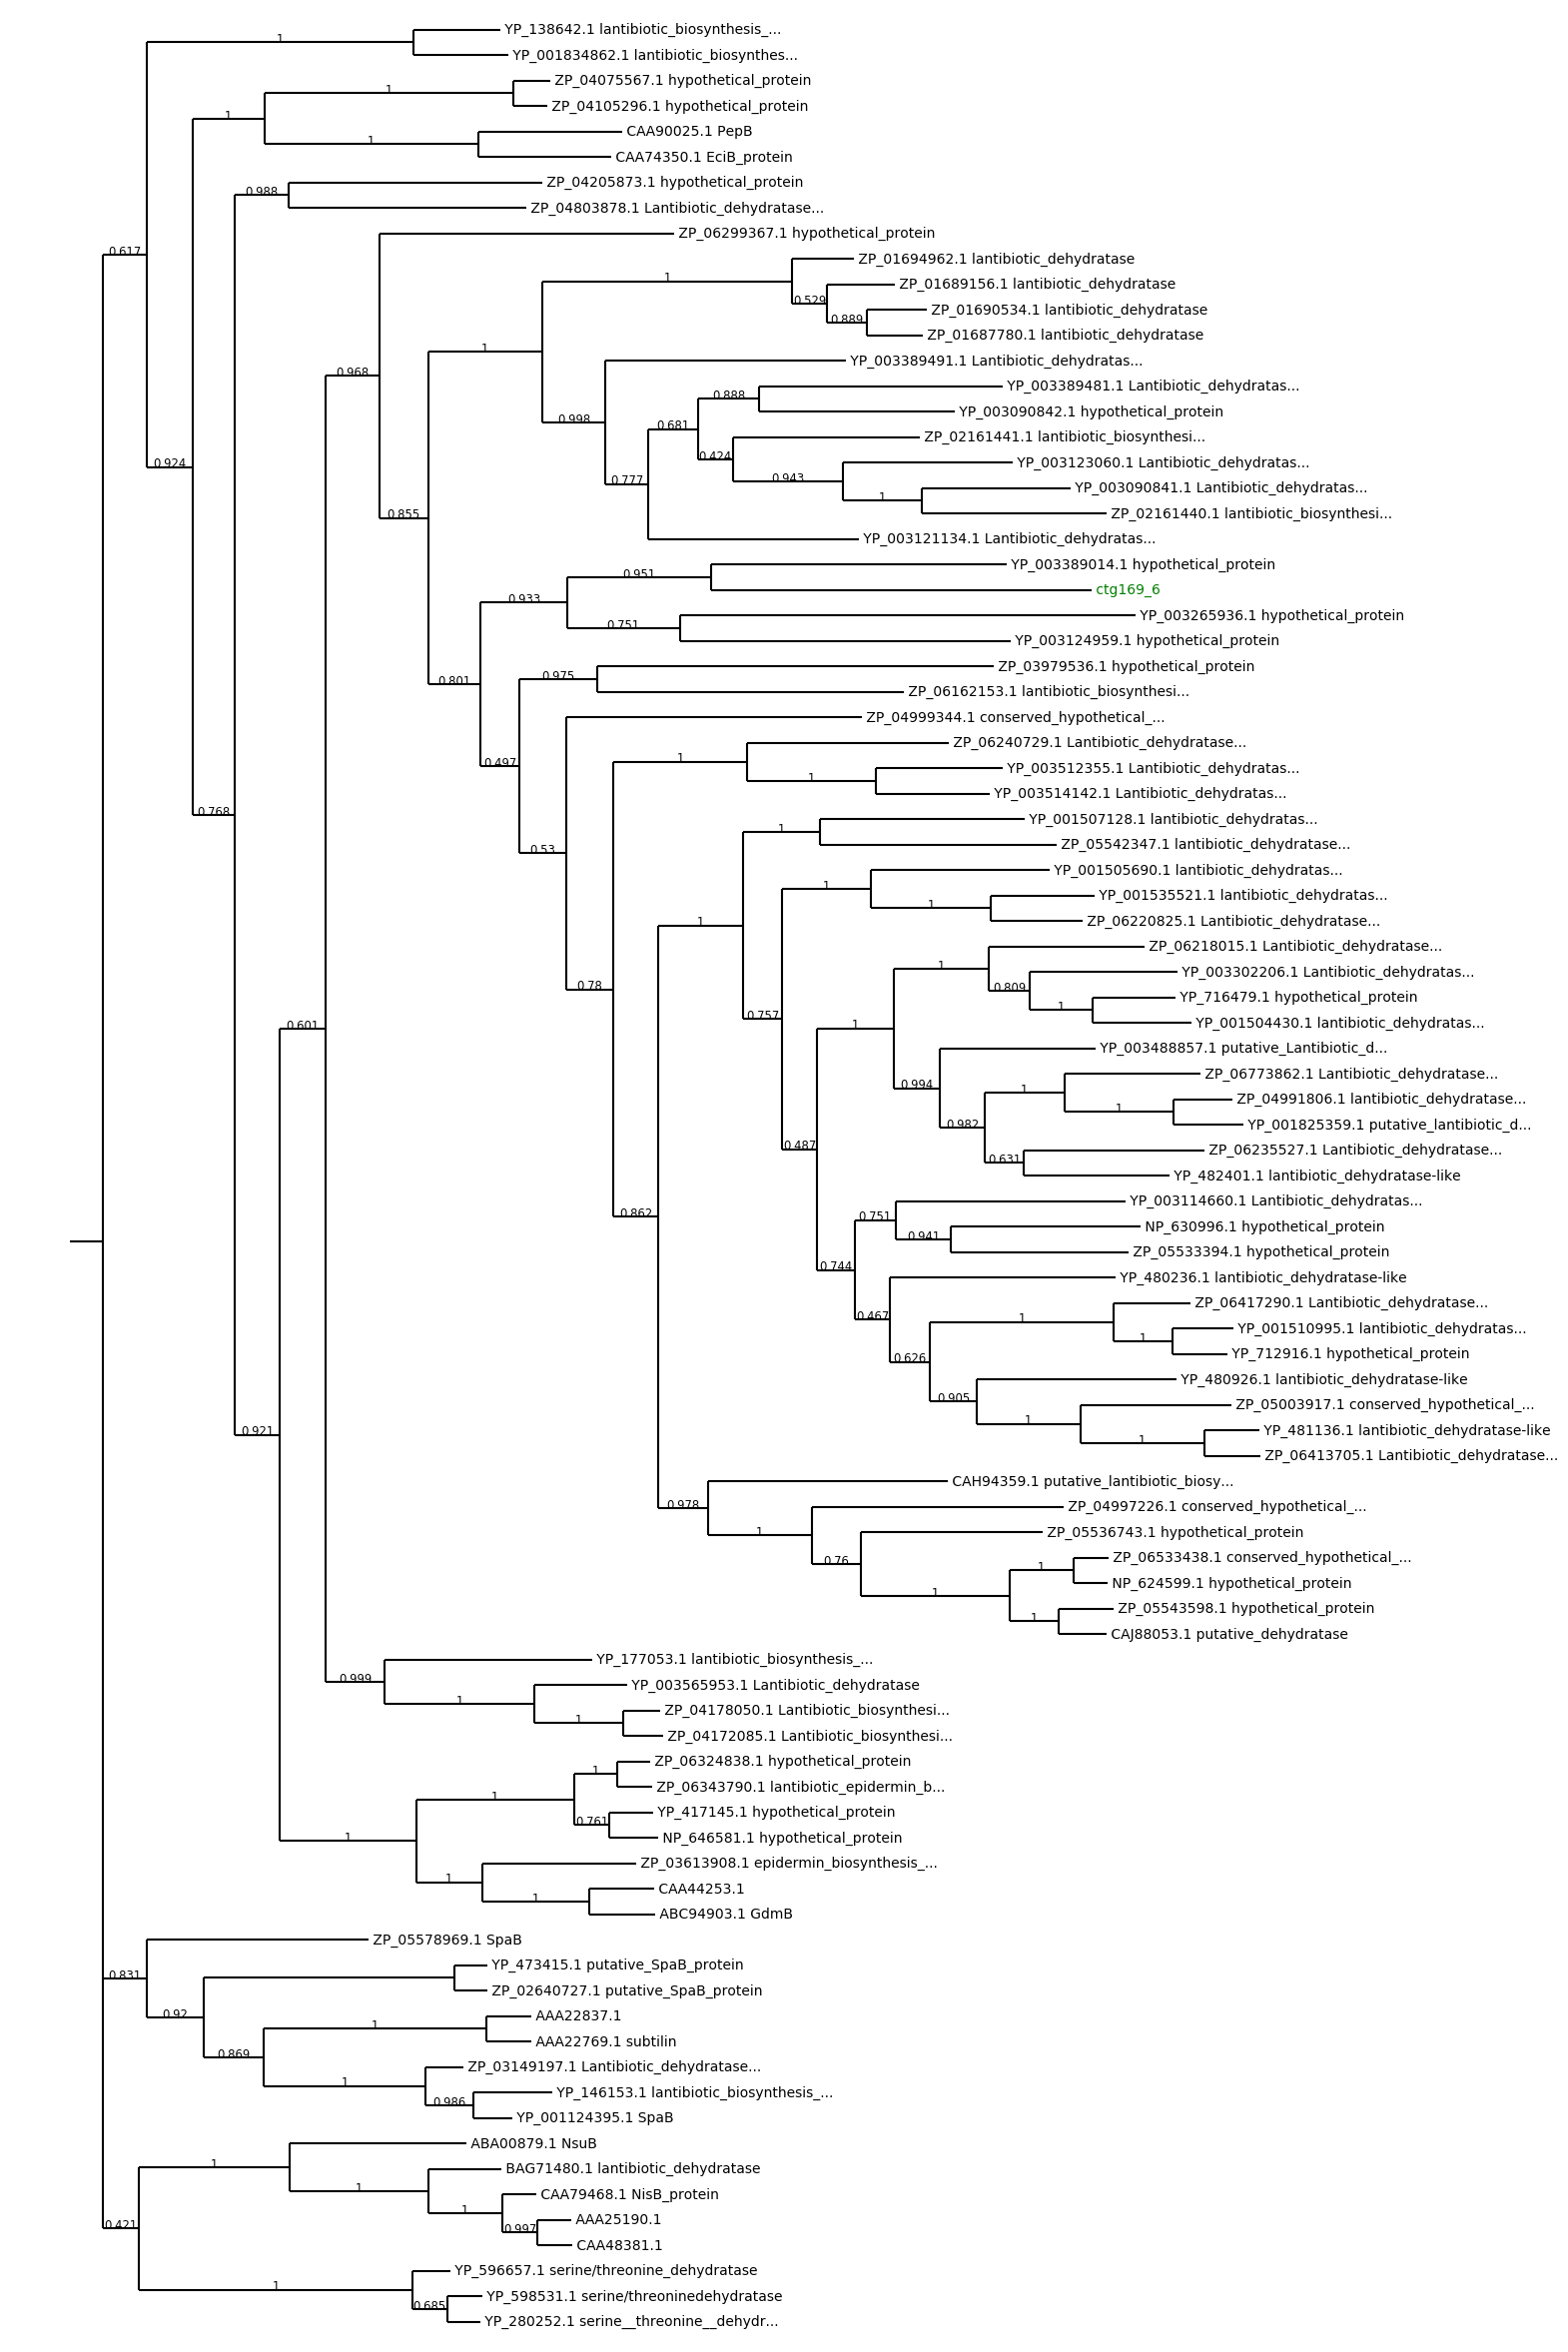 YP_138642.1 lantibiotic_biosynthesis_...
1
YP_001834862.1 lantibiotic_biosynthes...
ZP_04075567.1 hypothetical_protein
1
ZP_04105296.1 hypothetical_protein
1
CAA90025.1 PepB
1
CAA74350.1 EciB_protein
ZP_04205873.1 hypothetical_protein
0.988
ZP_04803878.1 Lantibiotic_dehydratase...
ZP_06299367.1 hypothetical_protein
0.617
ZP_01694962.1 lantibiotic_dehydratase
1
ZP_01689156.1 lantibiotic_dehydratase
0.529
ZP_01690534.1 lantibiotic_dehydratase
0.889
ZP_01687780.1 lantibiotic_dehydratase
1
YP_003389491.1 Lantibiotic_dehydratas...
0.968
YP_003389481.1 Lantibiotic_dehydratas...
0.888
YP_003090842.1 hypothetical_protein
0.998
0.681
ZP_02161441.1 lantibiotic_biosynthesi...
0.424
YP_003123060.1 Lantibiotic_dehydratas...
0.924
0.943
0.777
YP_003090841.1 Lantibiotic_dehydratas...
1
ZP_02161440.1 lantibiotic_biosynthesi...
0.855
YP_003121134.1 Lantibiotic_dehydratas...
YP_003389014.1 hypothetical_protein
0.951
ctg169_6
0.933
YP_003265936.1 hypothetical_protein
0.751
YP_003124959.1 hypothetical_protein
ZP_03979536.1 hypothetical_protein
0.975
0.801
ZP_06162153.1 lantibiotic_biosynthesi...
ZP_04999344.1 conserved_hypothetical_...
ZP_06240729.1 Lantibiotic_dehydratase...
1
0.497
YP_003512355.1 Lantibiotic_dehydratas...
1
YP_003514142.1 Lantibiotic_dehydratas...
0.768
YP_001507128.1 lantibiotic_dehydratas...
1
ZP_05542347.1 lantibiotic_dehydratase...
0.53
YP_001505690.1 lantibiotic_dehydratas...
1
YP_001535521.1 lantibiotic_dehydratas...
1
ZP_06220825.1 Lantibiotic_dehydratase...
1
ZP_06218015.1 Lantibiotic_dehydratase...
1
YP_003302206.1 Lantibiotic_dehydratas...
0.78
0.809
YP_716479.1 hypothetical_protein
1
0.757
YP_001504430.1 lantibiotic_dehydratas...
0.601
1
YP_003488857.1 putative_Lantibiotic_d...
ZP_06773862.1 Lantibiotic_dehydratase...
0.994
1
ZP_04991806.1 lantibiotic_dehydratase...
1
0.982
YP_001825359.1 putative_lantibiotic_d...
0.487
ZP_06235527.1 Lantibiotic_dehydratase...
0.631
YP_482401.1 lantibiotic_dehydratase-like
YP_003114660.1 Lantibiotic_dehydratas...
0.862
0.751
NP_630996.1 hypothetical_protein
0.941
ZP_05533394.1 hypothetical_protein
0.744
YP_480236.1 lantibiotic_dehydratase-like
ZP_06417290.1 Lantibiotic_dehydratase...
0.467
1
YP_001510995.1 lantibiotic_dehydratas...
1
YP_712916.1 hypothetical_protein
0.626
YP_480926.1 lantibiotic_dehydratase-like
0.905
ZP_05003917.1 conserved_hypothetical_...
1
YP_481136.1 lantibiotic_dehydratase-like
0.921
1
ZP_06413705.1 Lantibiotic_dehydratase...
CAH94359.1 putative_lantibiotic_biosy...
0.978
ZP_04997226.1 conserved_hypothetical_...
1
ZP_05536743.1 hypothetical_protein
0.76
ZP_06533438.1 conserved_hypothetical_...
1
NP_624599.1 hypothetical_protein
1
ZP_05543598.1 hypothetical_protein
1
CAJ88053.1 putative_dehydratase
YP_177053.1 lantibiotic_biosynthesis_...
0.999
YP_003565953.1 Lantibiotic_dehydratase
1
ZP_04178050.1 Lantibiotic_biosynthesi...
1
ZP_04172085.1 Lantibiotic_biosynthesi...
ZP_06324838.1 hypothetical_protein
1
ZP_06343790.1 lantibiotic_epidermin_b...
1
YP_417145.1 hypothetical_protein
0.761
1
NP_646581.1 hypothetical_protein
ZP_03613908.1 epidermin_biosynthesis_...
1
CAA44253.1
1
ABC94903.1 GdmB
ZP_05578969.1 SpaB
YP_473415.1 putative_SpaB_protein
0.831
ZP_02640727.1 putative_SpaB_protein
0.92
AAA22837.1
1
AAA22769.1 subtilin
0.869
ZP_03149197.1 Lantibiotic_dehydratase...
1
YP_146153.1 lantibiotic_biosynthesis_...
0.986
YP_001124395.1 SpaB
ABA00879.1 NsuB
1
BAG71480.1 lantibiotic_dehydratase
1
CAA79468.1 NisB_protein
1
AAA25190.1
0.421
0.997
CAA48381.1
YP_596657.1 serine/threonine_dehydratase
1
YP_598531.1 serine/threoninedehydratase
0.685
YP_280252.1 serine__threonine__dehydr...